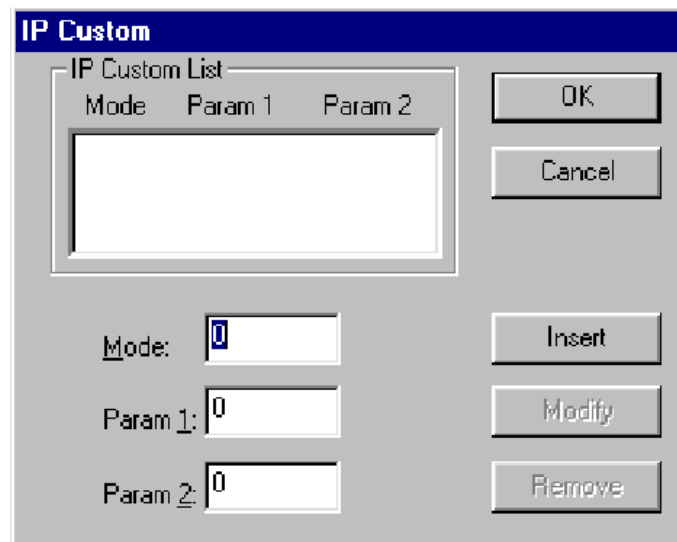 IP Custom
IP Custom List
Mode Param 1 Param 2
OK
Cancel
Mode: 0
Insert
Param 1: 0
Modify
Param 2: 0
Remove